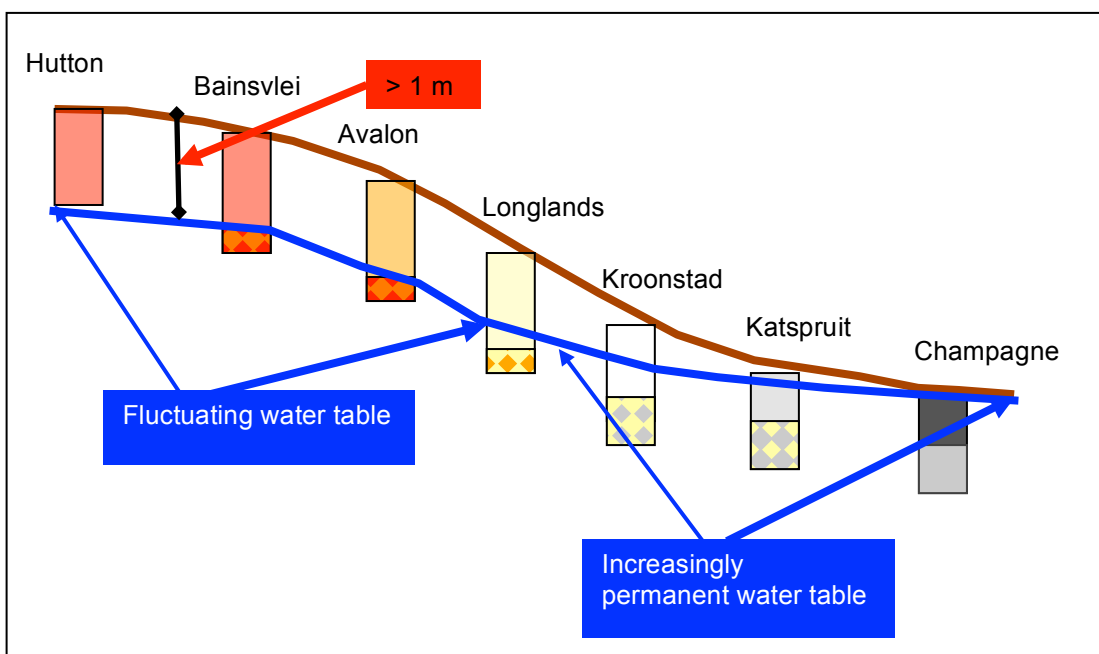 Hutton
Bainsvlei
> 1 m
Avalon
Longlands
Kroonstad
Katspruit
Champagne
Fluctuating water table
Increasingly
permanent water table